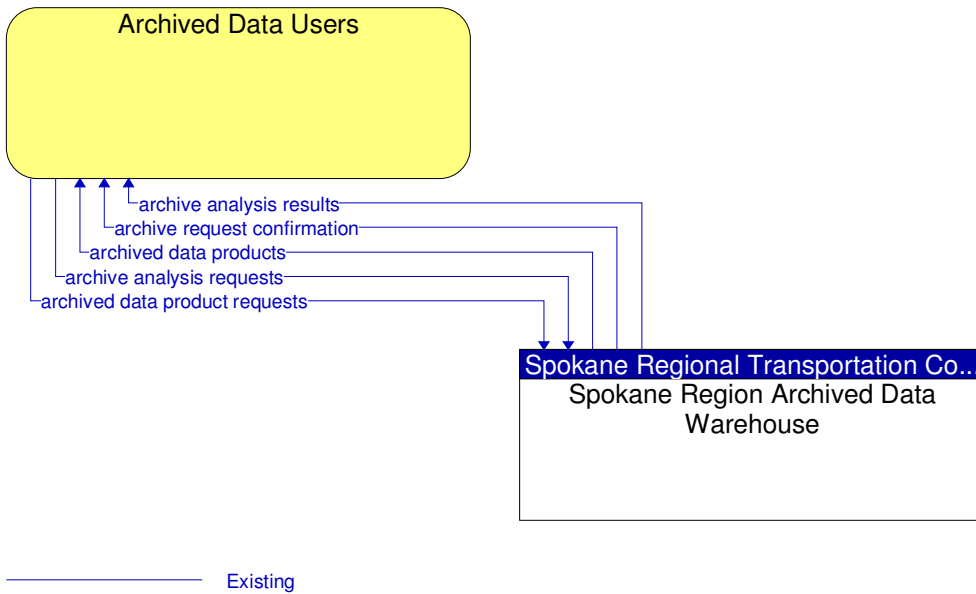 Archived Data Users
archive analysis results
archive request confirmation
archived data products
archive analysis requests
archived data product requests
Spokane Regional Transportation Co...
Spokane Region Archived Data
Warehouse
Existing